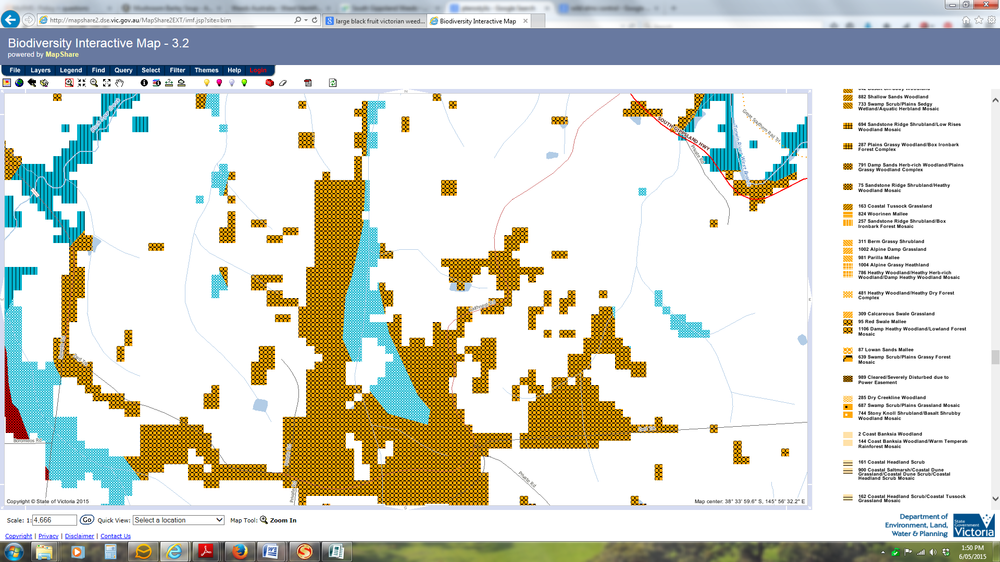 http://mapshare2.dse.vic.gov.au/MapShare2EXT/imf.jsp?site=bim
large black fruit victorian weed...
Biodiversity Interactive Map
Biodiversity Interactive Map - 3.2
powered by MapShare
File Layers Legend Find Query Select Filter Themes Help Login
N
Black Spur Creek
SOUTH GIPPSLAND HWY
Private Rd
Tarwin River West Branch
Great Southern Rail Trl
W
E
Caithness Rd
Sewells Rd
2wd Trk
2wd Trk
Boromeos Rd
Private Rd
Private Rd
Private Rd
S
Copyright © State of Victoria 2015
Map center: 38° 33' 59.6" S, 145° 56' 32.2" E
882 Shallow Sands Woodland
733 Swamp Scrub/Plains Sedgy
Wetland/Aquatic Herbland Mosaic
694 Sandstone Ridge Shrubland/Low Rises
Woodland Mosaic
287 Plains Grassy Woodland/Box Ironbark
Forest Complex
791 Damp Sands Herb-rich Woodland/Plains
Grassy Woodland Complex
75 Sandstone Ridge Shrubland/Heathy
Woodland Mosaic
163 Coastal Tussock Grassland
824 Woorinen Mallee
257 Sandstone Ridge Shrubland/Box
Ironbark Forest Mosaic
311 Berm Grassy Shrubland
1002 Alpine Damp Grassland
981 Parilla Mallee
1004 Alpine Grassy Heathland
786 Heathy Woodland/Heathy Herb-rich
Woodland/Damp Heathy Woodland Mosaic
481 Heathy Woodland/Heathy Dry Forest
Complex
309 Calcareous Swale Grassland
95 Red Swale Mallee
1106 Damp Heathy Woodland/Lowland Forest
Mosaic
87 Lowan Sands Mallee
639 Swamp Scrub/Plains Grassy Forest
Mosaic
989 Cleared/Severely Disturbed due to
Power Easement
285 Dry Creekline Woodland
687 Swamp Scrub/Plains Grassland Mosaic
744 Stony Knoll Shrubland/Basalt Shrubby
Woodland Mosaic
2 Coast Banksia Woodland
144 Coast Banksia Woodland/Warm Temperate
Rainforest Mosaic
161 Coastal Headland Scrub
900 Coastal Saltmarsh/Coastal Dune
Grassland/Coastal Dune Scrub/Coastal
Headland Scrub Mosaic
162 Coastal Headland Scrub/Coastal Tussock
Grassland Mosaic
Scale: 1: 4,666 Go Quick View: Select a location Map Tool: Zoom In
Copyright | Privacy | Disclaimer | Contact Us
Department of
Environment, Land,
Water & Planning
State
Government
Victoria
1:50 PM
6/05/2015